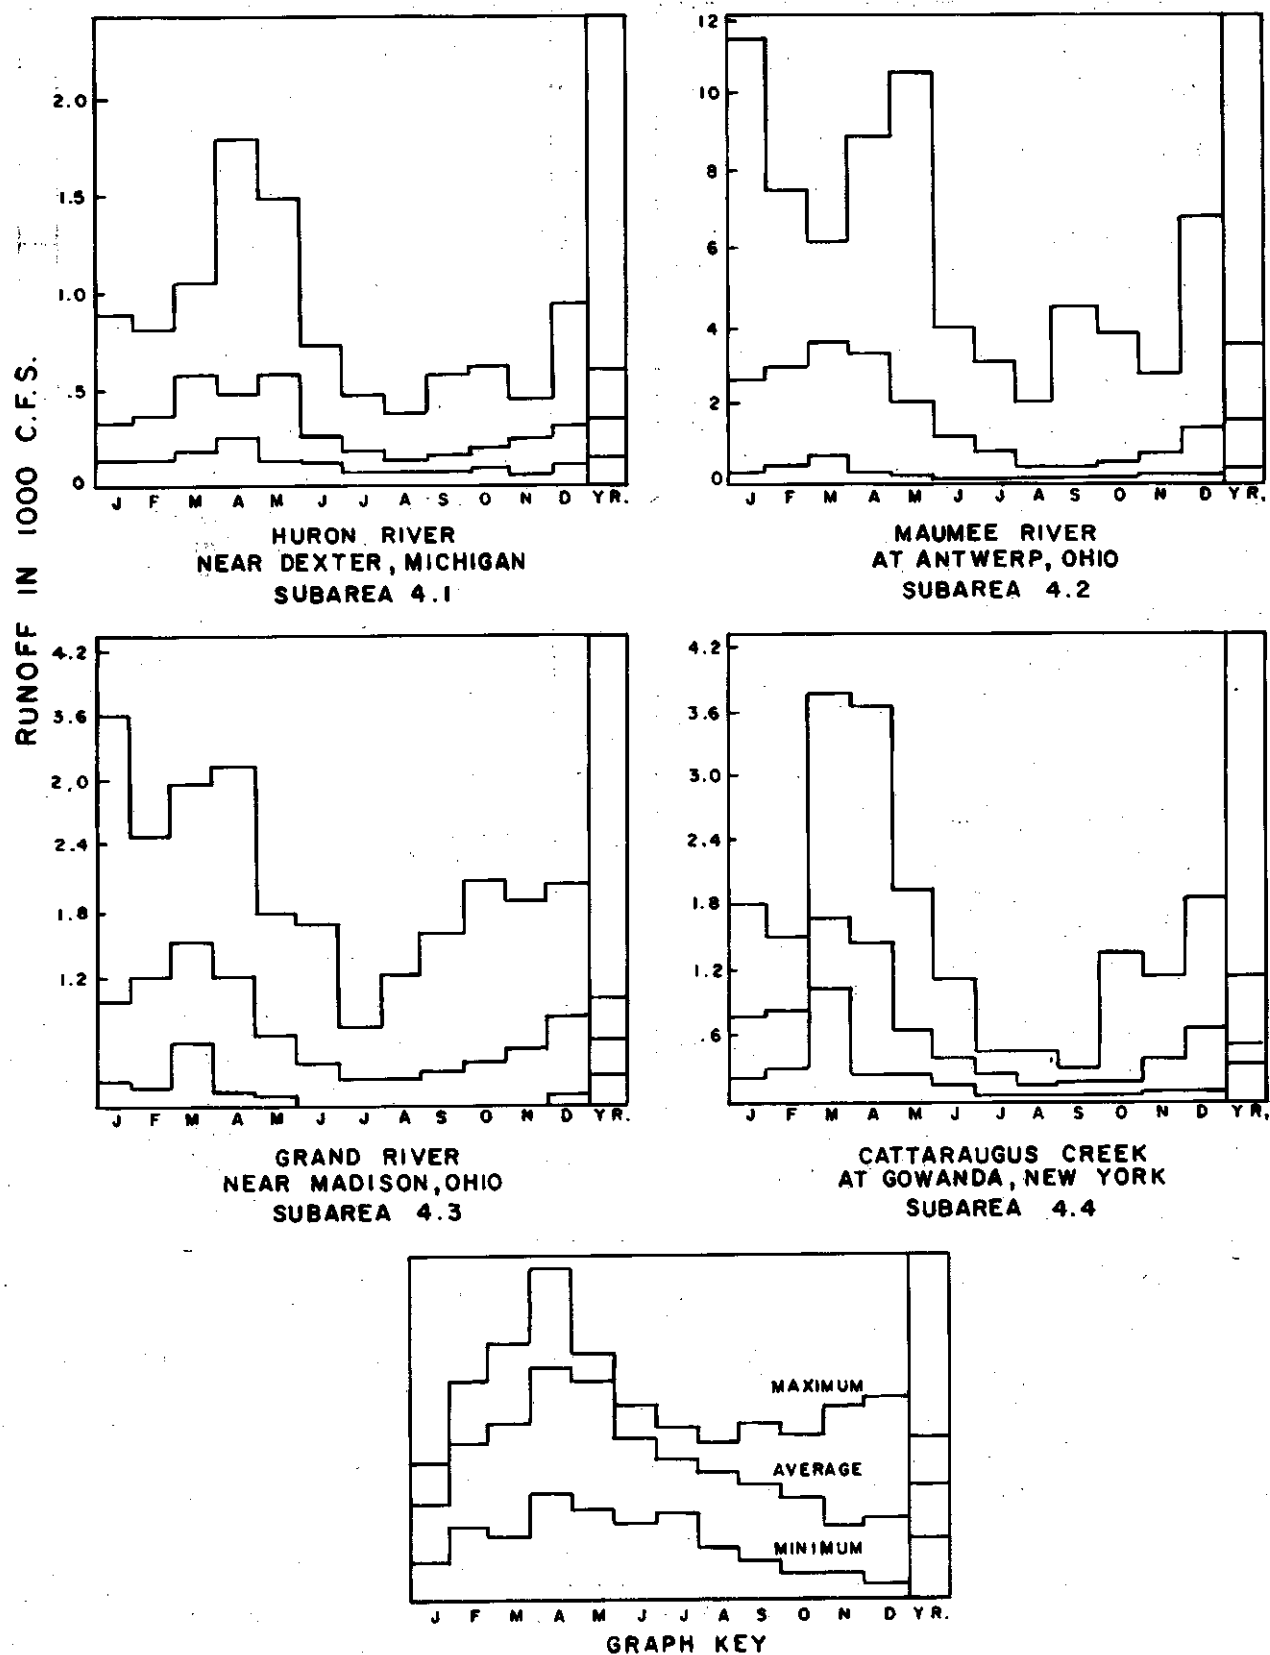 RUNOFF IN 1000 C.F.S.
2.0
1.5
1.0
.5
0
J F M A M J J A S O N D YR.
HURON RIVER
NEAR DEXTER, MICHIGAN
SUBAREA 4.1
12
10
8
6
4
2
0
J F M A M J J A S O N D YR.
MAUMEE RIVER
AT ANTWERP, OHIO
SUBAREA 4.2
4.2
3.6
2.0
2.4
1.8
1.2
J F M A M J J A S O N D YR.
GRAND RIVER
NEAR MADISON, OHIO
SUBAREA 4.3
4.2
3.6
3.0
2.4
1.8
1.2
.6
J F M A M J J A S O N D YR.
CATTARAUGUS CREEK
AT GOWANDA, NEW YORK
SUBAREA 4.4
MAXIMUM
AVERAGE
MINIMUM
J F M A M J J A S O N D YR.
GRAPH KEY